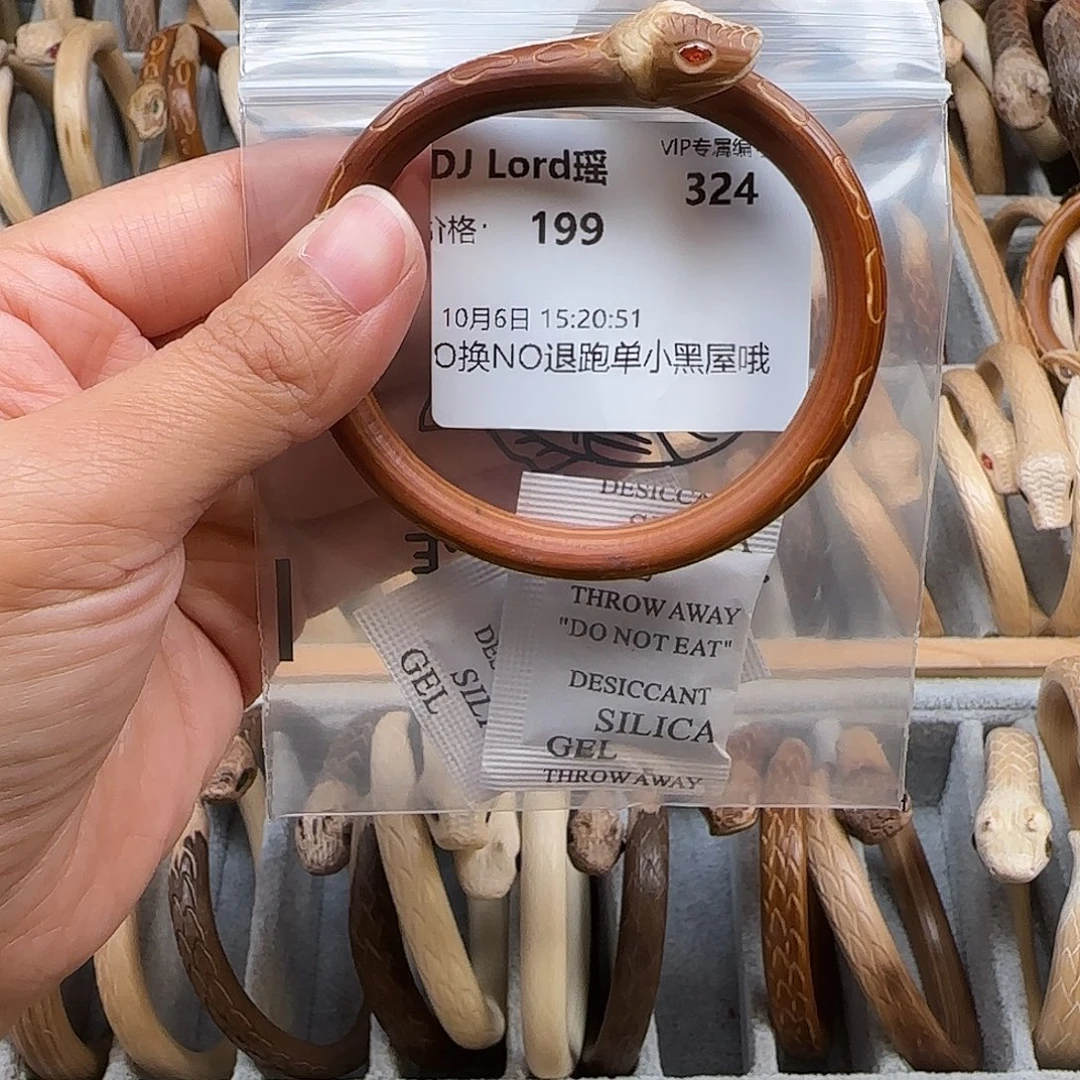 VIP专属编
DJ Lord瑶
324
价格: 199
10月6日 15:20:51
O换NO退跑单小黑屋哦
DESICCA
THROW AWAY
"DO NOT EAT"
DESICCANT
SILICA
GEL
THROW AWAY
GEL
SIL